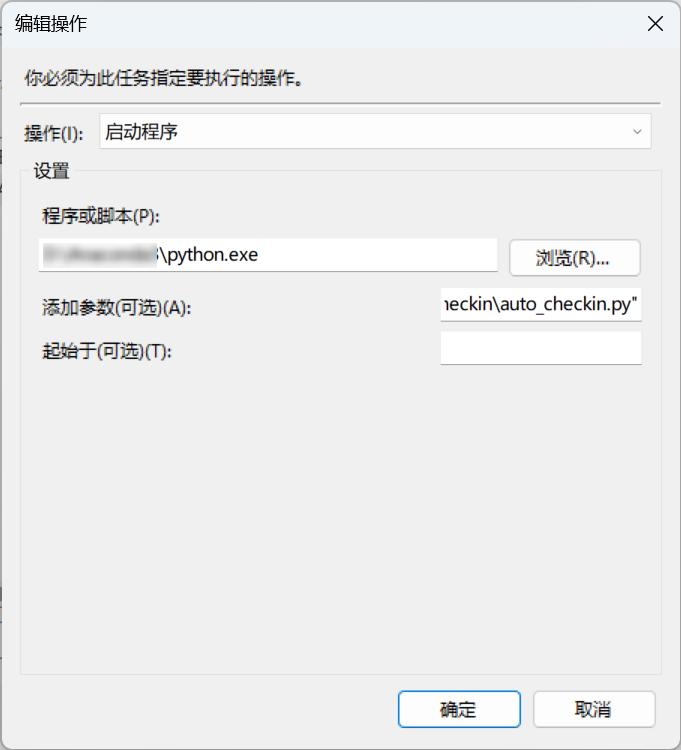 编辑操作
你必须为此任务指定要执行的操作。
操作(I):
启动程序
设置
程序或脚本(P):
\python.exe
浏览(R)...
添加参数(可选)(A):
heckin\auto_checkin.py"
起始于(可选)(T):
确定
取消